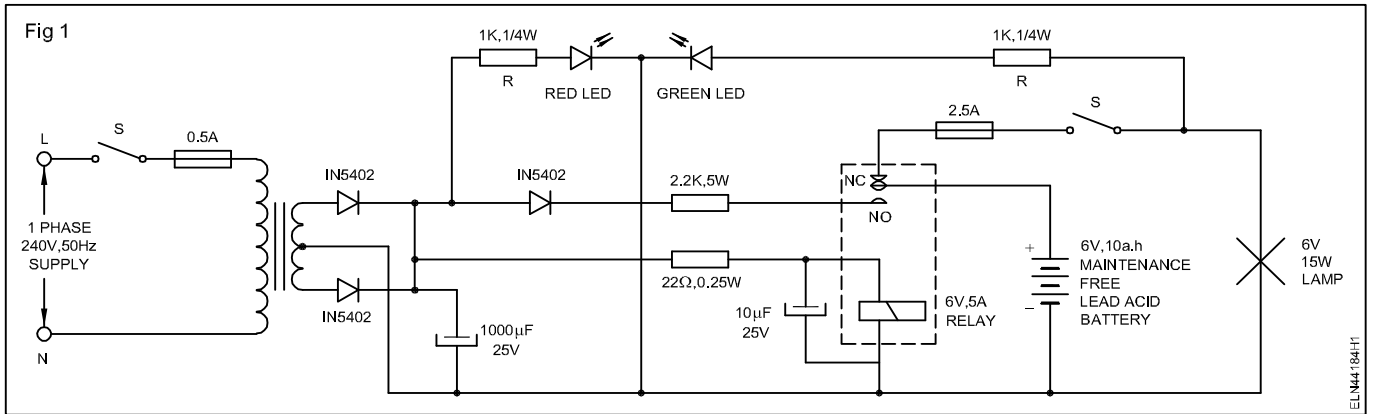 Fig 1
1K,1/4W
R
RED LED
GREEN LED
1K,1/4W
R
L
S
0.5A
2.5A
S
IN5402
IN5402
2.2K,5W
NC
NO
1 PHASE
240V,50Hz
SUPPLY
N
IN5402
1000µF
25V
22Ω,0.25W
10µF
25V
6V,5A
RELAY
+
−
6V,10a.h
MAINTENANCE
FREE
LEAD ACID
BATTERY
6V
15W
LAMP
ELN44184H1